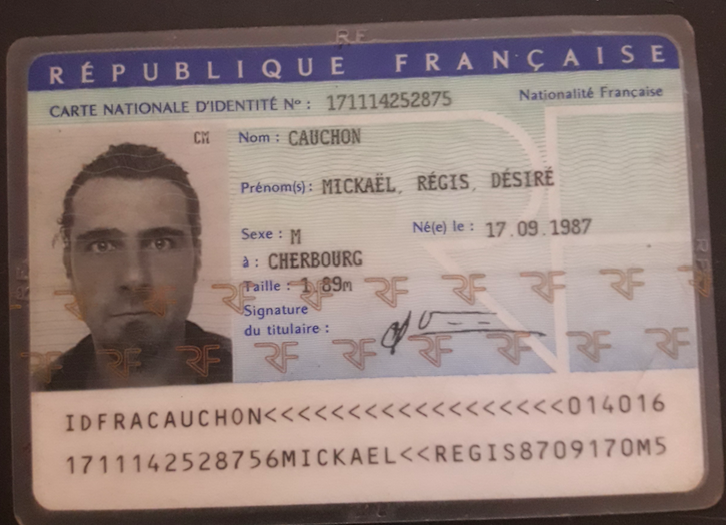 RÉPUBLIQUE FRANÇAISE
CARTE NATIONALE D'IDENTITÉ Nº : 171114252875 Nationalité Française
CM
Nom : CAUCHON
Prénom(s) : MICKAËL, RÉGIS, DÉSIRÉ
Sexe : M Né(e) le : 17.09.1987
à : CHERBOURG
Taille : 1,89m
Signature
du titulaire :
IDFRACAUCHON<<<<<<<<<<<<<<<<<<014016
1711142528756MICKAEL<<REGIS8709170M5